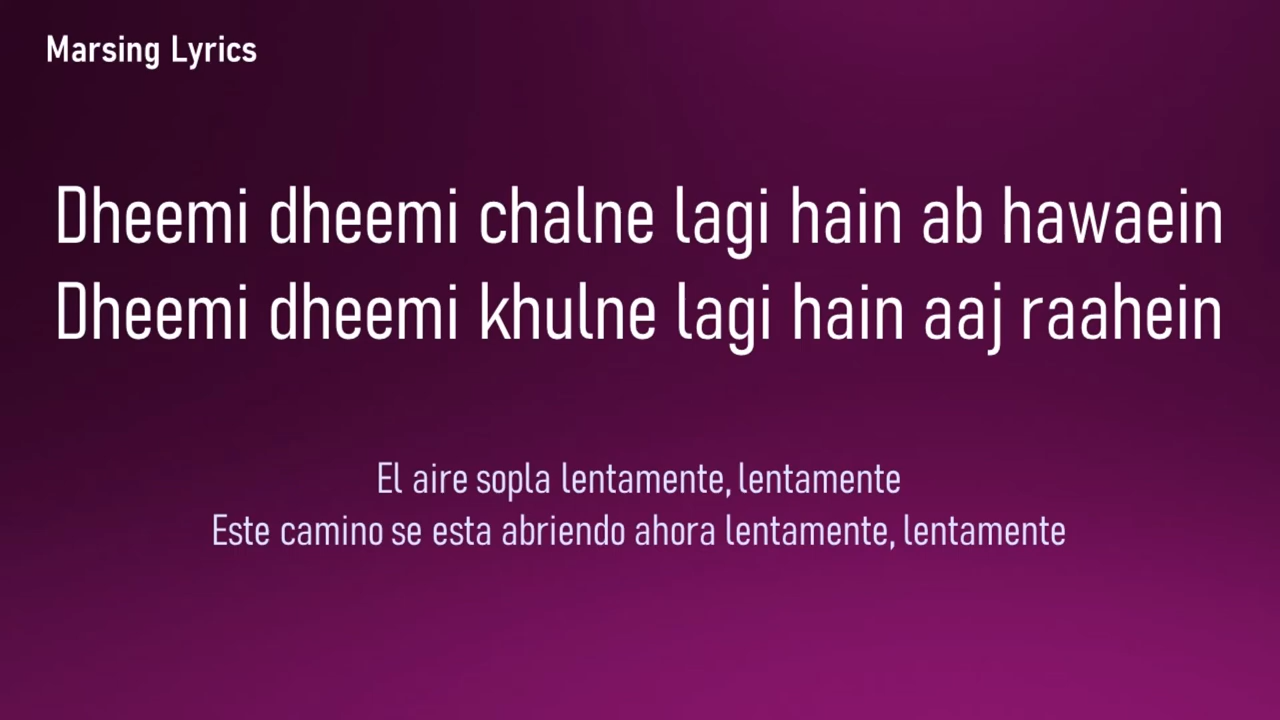 Marsing Lyrics
Dheemi dheemi chalne lagi hain ab hawaein
Dheemi dheemi khulne lagi hain aaj raahein
El aire sopla lentamente, lentamente
Este camino se esta abriendo ahora lentamente, lentamente